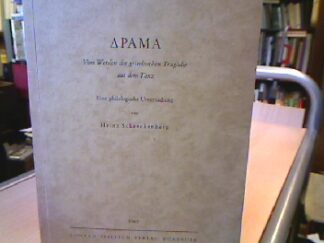 ΔΡΑΜΑ
Vom Werden der griechischen Tragödie
aus dem Tanz
Eine philologische Untersuchung
von
Heinz Schreckenberg